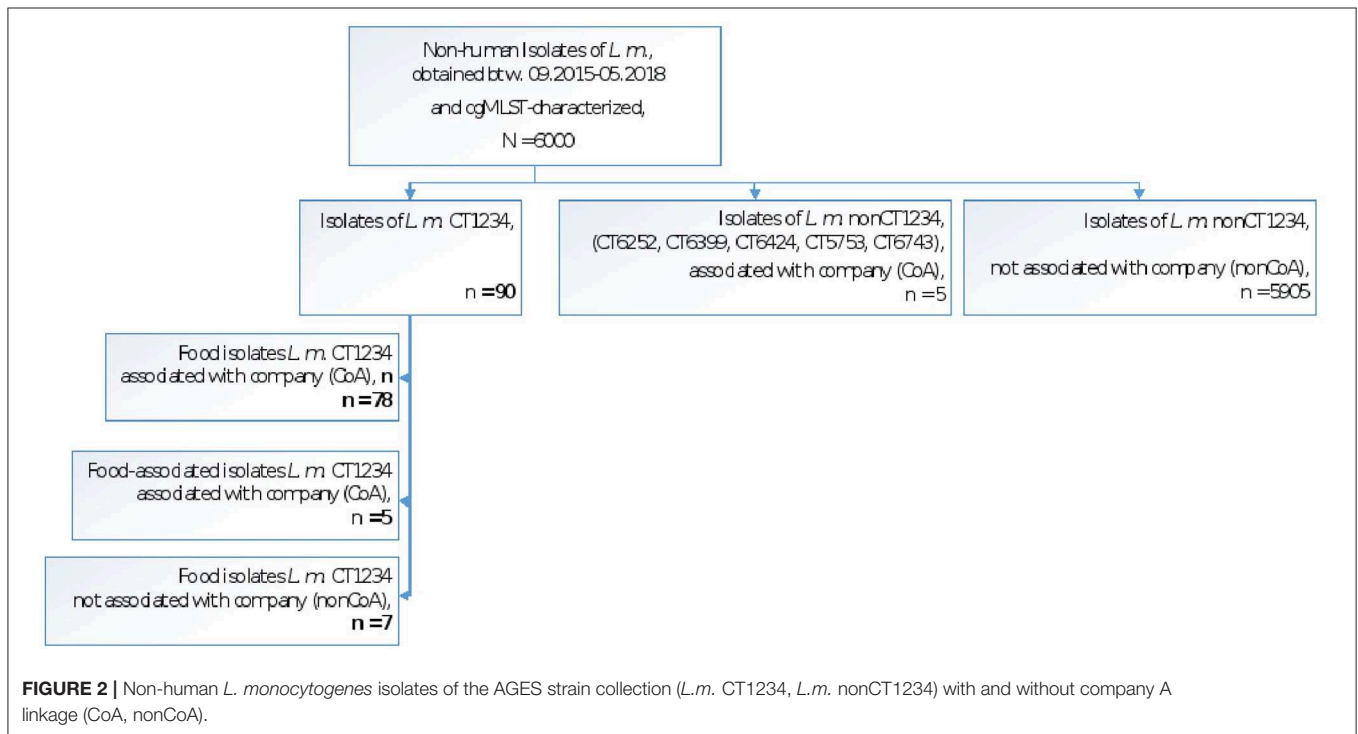 Non-human Isolates of L. m.,
obtained btw. 09.2015-05.2018
and cgMLST-characterized,
N =6000
Isolates of L. m. CT1234,
n =90
Isolates of L. m. nonCT1234,
(CT6252, CT6399, CT6424, CT5753, CT6743),
associated with company (CoA),
n = 5
Isolates of L. m. nonCT1234,
not associated with company (nonCoA),
n = 5905
Food isolates L. m. CT1234
associated with company (CoA), n
n =78
Food-associated isolates L. m. CT1234
associated with company (CoA),
n =5
Food isolates L. m. CT1234
not associated with company (nonCoA),
n =7
FIGURE 2 | Non-human L. monocytogenes isolates of the AGES strain collection (L.m. CT1234, L.m. nonCT1234) with and without company A
linkage (CoA, nonCoA).